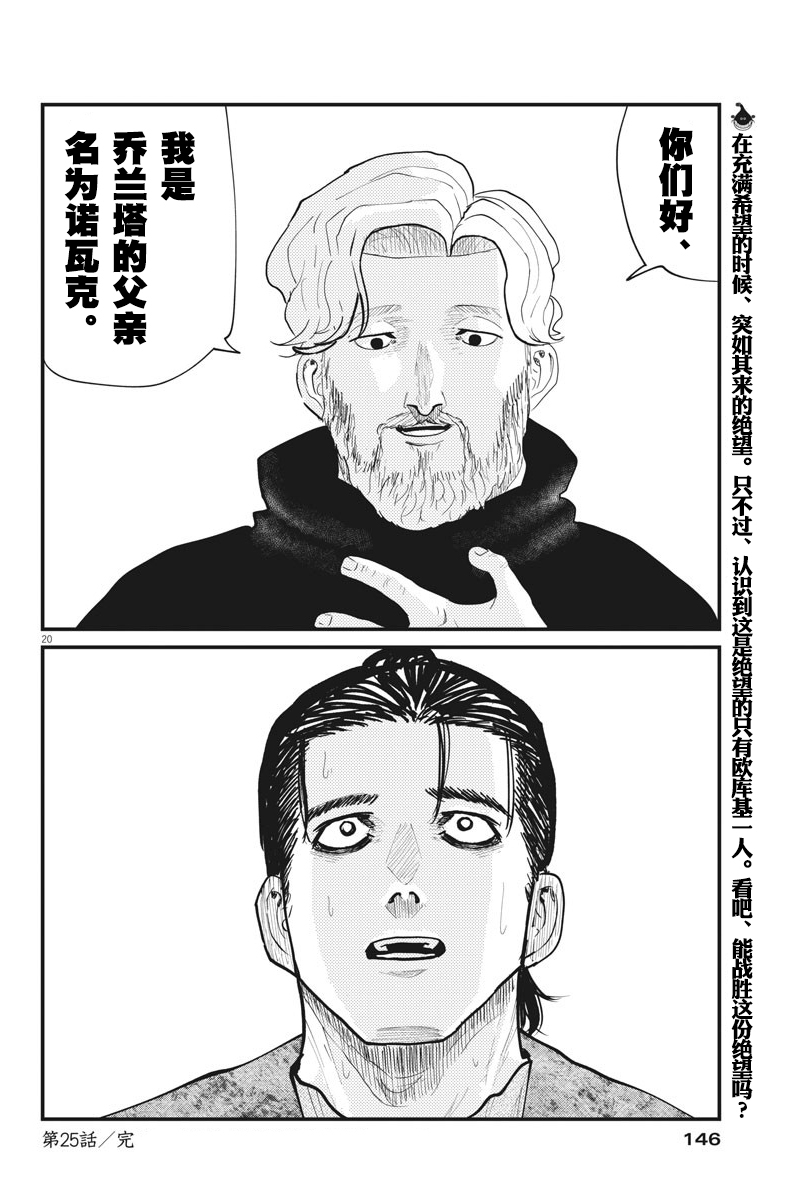 你们好、
我是
乔兰塔的父亲
名为诺瓦克。
在充满希望的时候、突如其来的绝望。只不过、认识到这是绝望的只有欧库基一人。看吧、能战胜这份绝望吗?
20
第25話／完
146